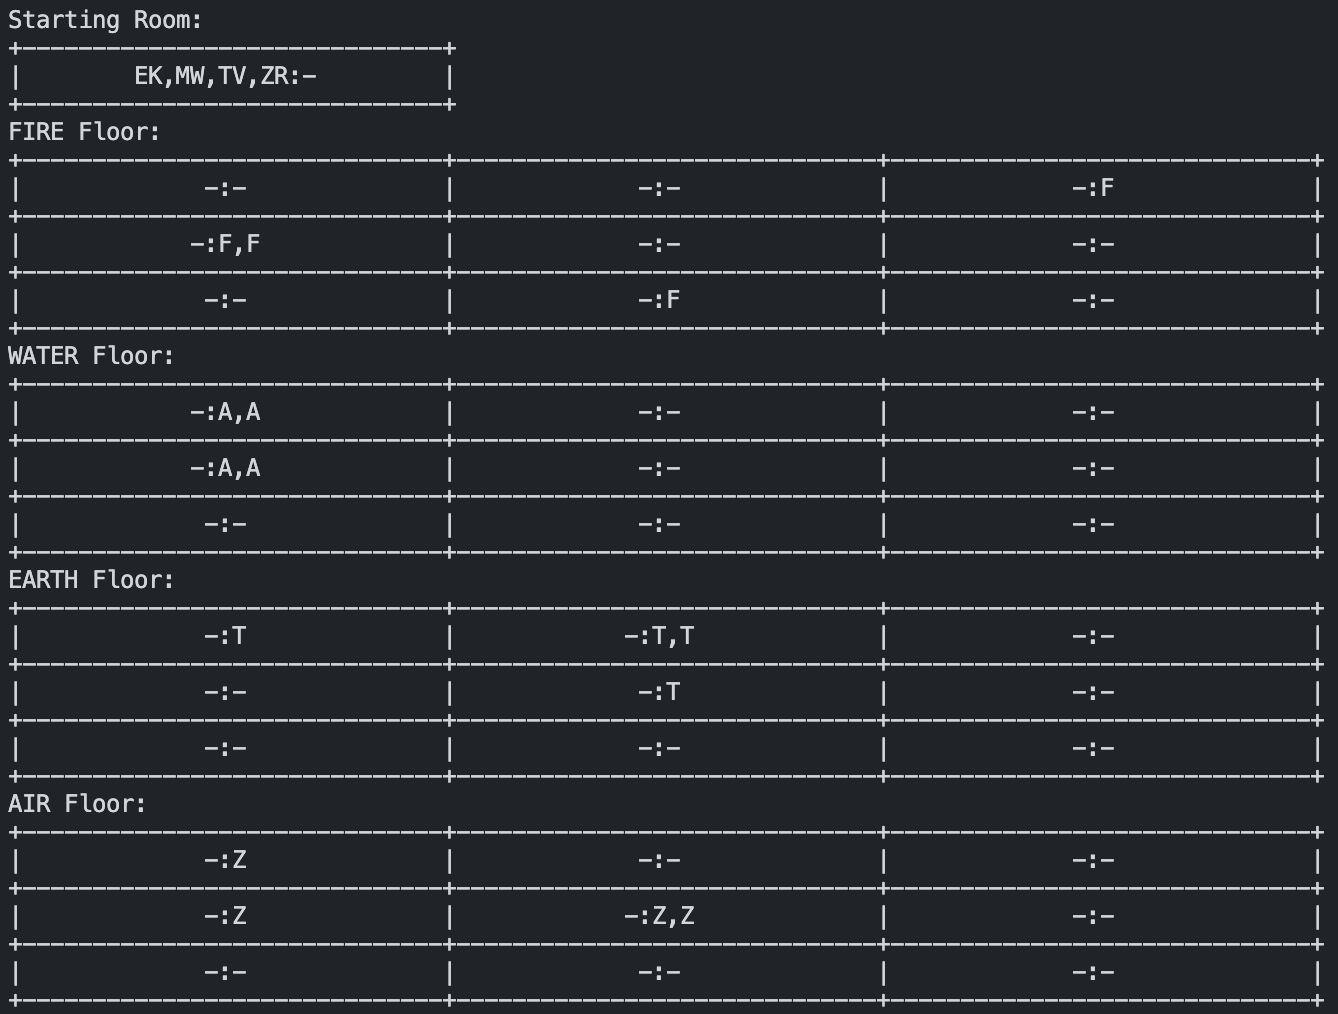 Starting Room:
+------------------------------+
|        EK,MW,TV,ZR:-         |
+------------------------------+
FIRE Floor:
+------------------------------+------------------------------+------------------------------+
|             -:-              |             -:-              |             -:F              |
+------------------------------+------------------------------+------------------------------+
|            -:F,F             |             -:-              |             -:-              |
+------------------------------+------------------------------+------------------------------+
|             -:-              |             -:F              |             -:-              |
+------------------------------+------------------------------+------------------------------+
WATER Floor:
+------------------------------+------------------------------+------------------------------+
|            -:A,A             |             -:-              |             -:-              |
+------------------------------+------------------------------+------------------------------+
|            -:A,A             |             -:-              |             -:-              |
+------------------------------+------------------------------+------------------------------+
|             -:-              |             -:-              |             -:-              |
+------------------------------+------------------------------+------------------------------+
EARTH Floor:
+------------------------------+------------------------------+------------------------------+
|             -:T              |            -:T,T             |             -:-              |
+------------------------------+------------------------------+------------------------------+
|             -:-              |             -:T              |             -:-              |
+------------------------------+------------------------------+------------------------------+
|             -:-              |             -:-              |             -:-              |
+------------------------------+------------------------------+------------------------------+
AIR Floor:
+------------------------------+------------------------------+------------------------------+
|             -:Z              |             -:-              |             -:-              |
+------------------------------+------------------------------+------------------------------+
|             -:Z              |            -:Z,Z             |             -:-              |
+------------------------------+------------------------------+------------------------------+
|             -:-              |             -:-              |             -:-              |
+------------------------------+------------------------------+------------------------------+